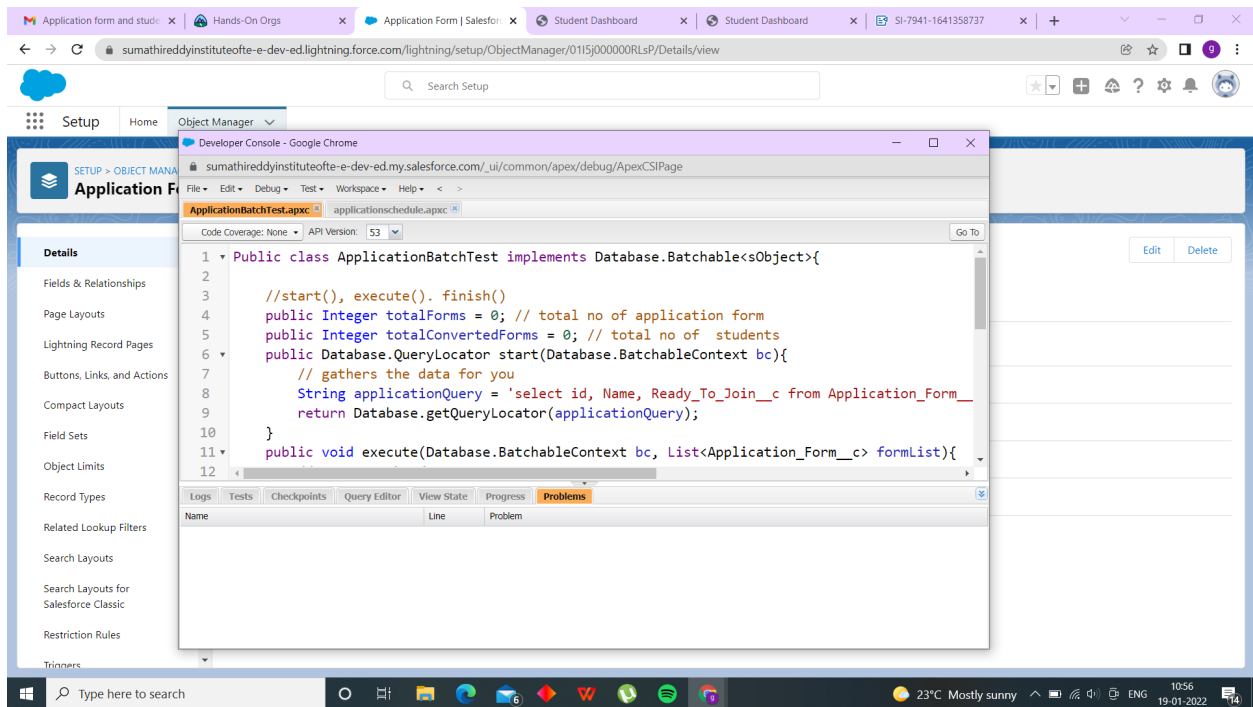 Application form and stude
Hands-On Orgs
Application Form | Salesforc
Student Dashboard
Student Dashboard
SI-7941-1641358737
sumathireddyinstituteofte-e-dev-ed.lightning.force.com/lightning/setup/ObjectManager/01I5j000000RLsP/Details/view
g
Search Setup
Setup
Home
Object Manager
SETUP > OBJECT MANA
Application F
Developer Console - Google Chrome
sumathireddyinstituteofte-e-dev-ed.my.salesforce.com/_ui/common/apex/debug/ApexCSIPage
File Edit Debug Test Workspace Help < >
ApplicationBatchTest.apxc
applicationschedule.apxc
Code Coverage: None API Version: 53 Go To
1 Public class ApplicationBatchTest implements Database.Batchable<sObject>{
2
3 //start(), execute(). finish()
4 public Integer totalForms = 0; // total no of application form
5 public Integer totalConvertedForms = 0; // total no of  students
6 public Database.QueryLocator start(Database.BatchableContext bc){
7 // gathers the data for you
8 String applicationQuery = 'select id, Name, Ready_To_Join__c from Application_Form__
9 return Database.getQueryLocator(applicationQuery);
10 }
11 public void execute(Database.BatchableContext bc, List<Application_Form__c> formList){
12
Logs Tests Checkpoints Query Editor View State Progress Problems
Name Line Problem
Details
Fields & Relationships
Page Layouts
Lightning Record Pages
Buttons, Links, and Actions
Compact Layouts
Field Sets
Object Limits
Record Types
Related Lookup Filters
Search Layouts
Search Layouts for
Salesforce Classic
Restriction Rules
Triggers
Edit
Delete
Type here to search
6
g
23°C Mostly sunny
ENG
10:56
19-01-2022
14